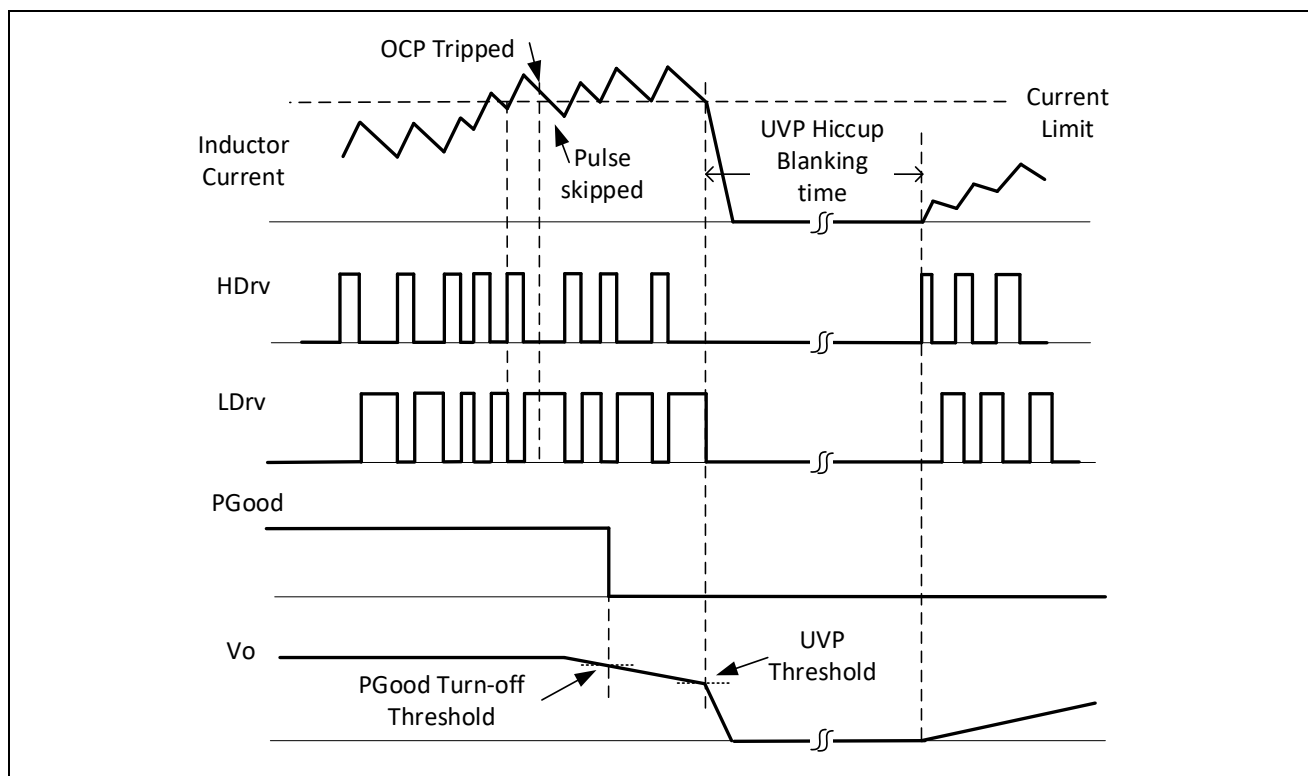 OCP Tripped
Current
Limit
Inductor
Current
UVP Hiccup
Blanking
time
Pulse
skipped
HDrv
LDrv
PGood
Vo
UVP
Threshold
PGood Turn-off
Threshold